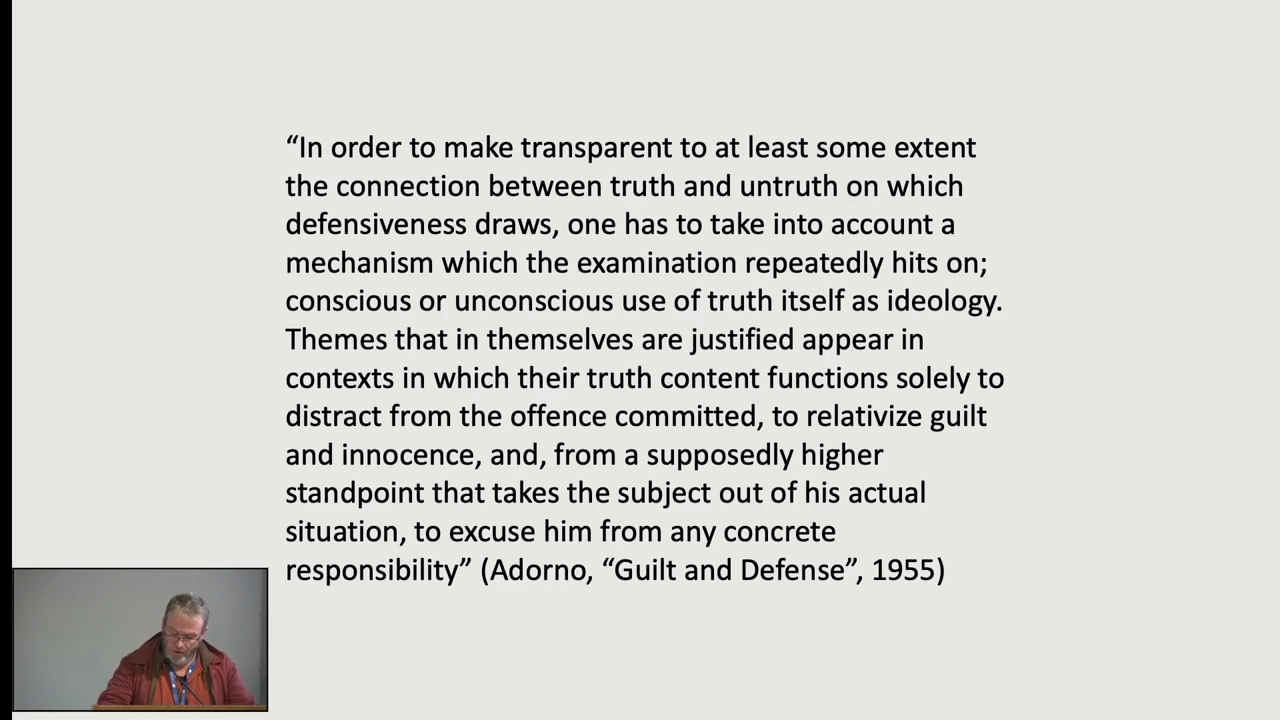 “In order to make transparent to at least some extent
the connection between truth and untruth on which
defensiveness draws, one has to take into account a
mechanism which the examination repeatedly hits on;
conscious or unconscious use of truth itself as ideology.
Themes that in themselves are justified appear in
contexts in which their truth content functions solely to
distract from the offence committed, to relativize guilt
and innocence, and, from a supposedly higher
standpoint that takes the subject out of his actual
situation, to excuse him from any concrete
responsibility” (Adorno, “Guilt and Defense”, 1955)